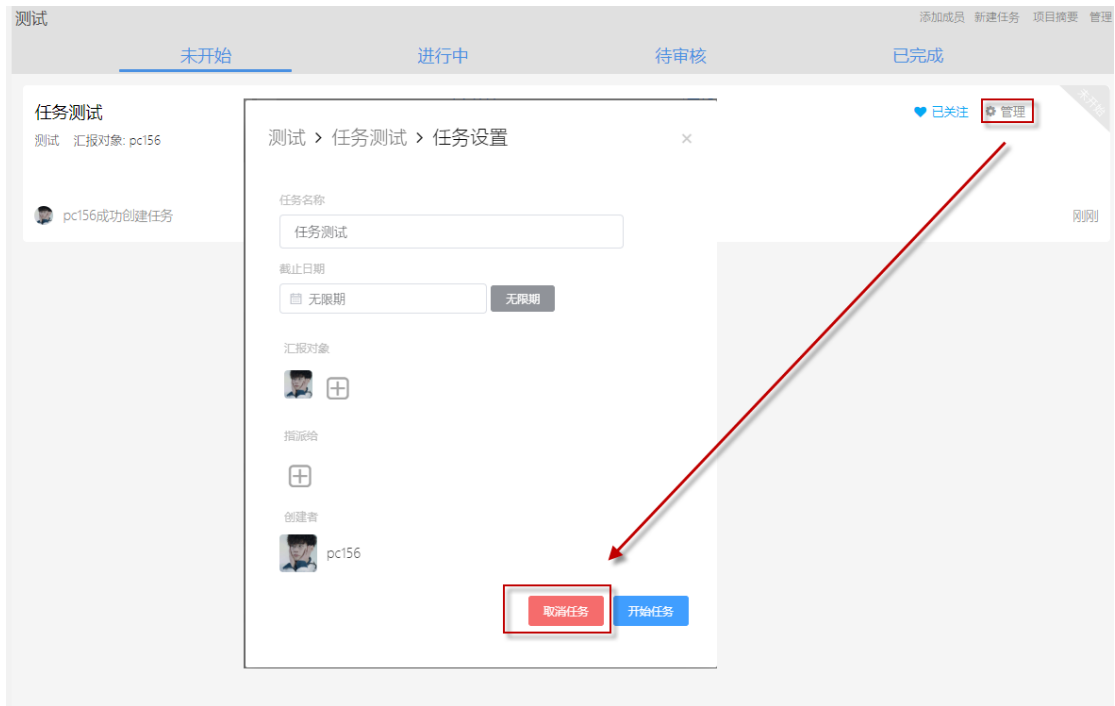 测试
添加成员 新建任务 项目摘要 管理
未开始 进行中 待审核 已完成
任务测试
已关注 管理
未开始
测试 汇报对象: pc156
pc156成功创建任务
刚刚
测试 > 任务测试 > 任务设置 ×
任务名称
任务测试
截止日期
无限期 无限期
汇报对象
指派给
创建者
pc156
取消任务 开始任务